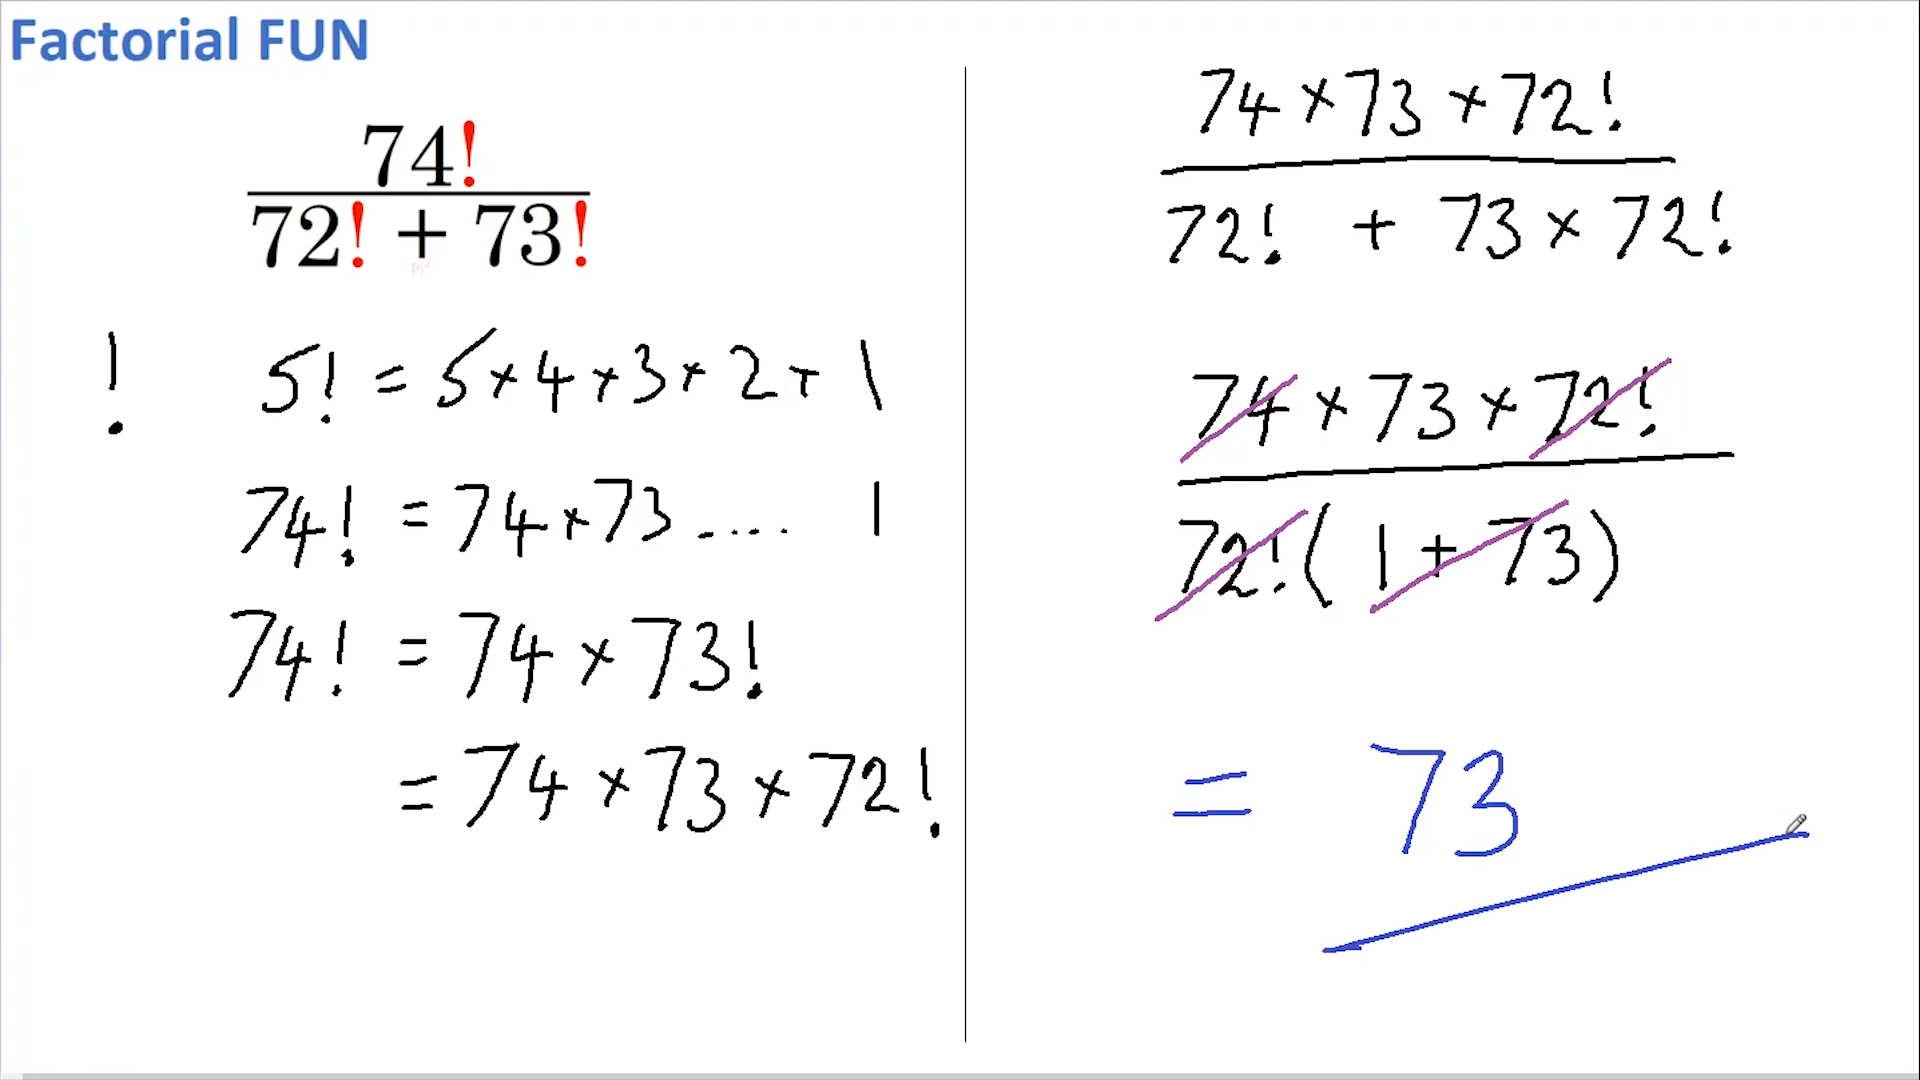 Factorial FUN
74!
72! + 73!
!
5! = 5 × 4 × 3 × 2 + 1
74! = 74 × 73 .... 1
74! = 74 × 73!
= 74 × 73 × 72!
74 × 73 × 72!
72! + 73 × 72!
74 × 73 × 72!
72! ( 1 + 73 )
= 73